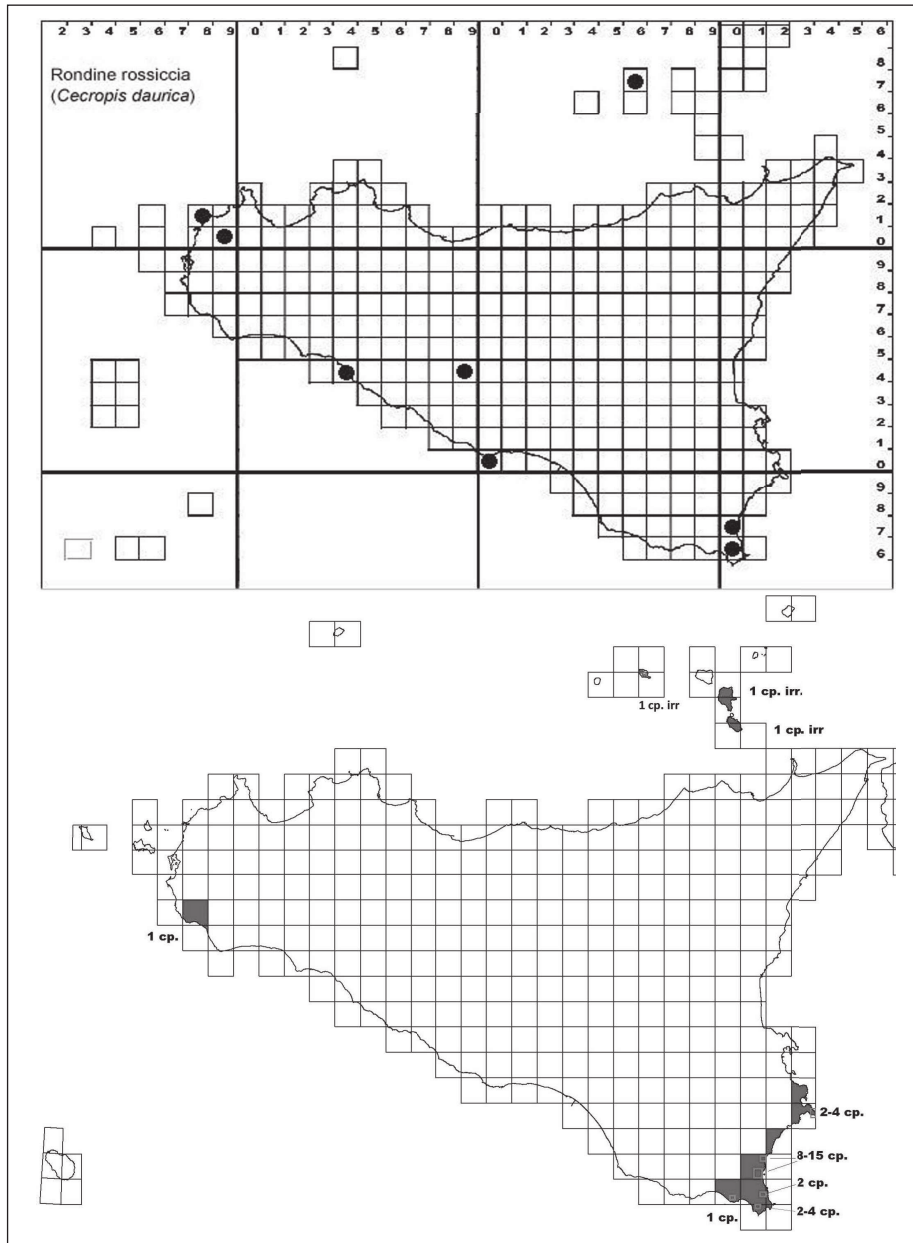 2 3 4 5 6 7 8 9 0 1 2 3 4 5 6 7 8 9 0 1 2 3 4 5 6 7 8 9 0 1 2 3 4 5 6
Rondine rossiccia
(Cecropis daurica)
8
7
6
5
4
3
2
1
0
9
8
7
6
5
4
3
2
1
0
9
8
7
6
1 cp. irr.
1 cp. irr
1 cp. irr
1 cp.
2-4 cp.
8-15 cp.
2 cp.
2-4 cp.
1 cp.